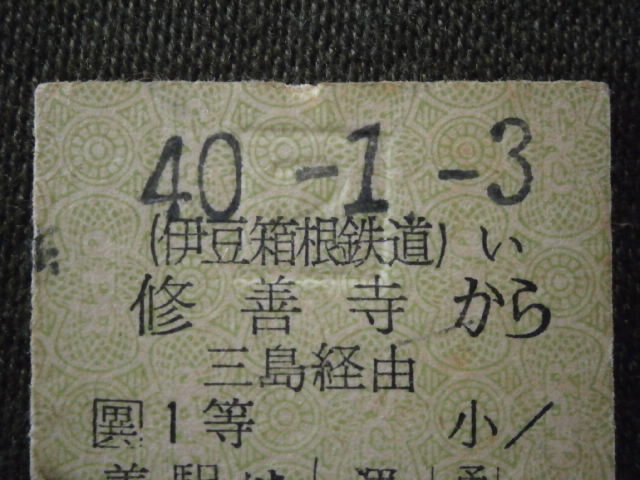 40-1-3
(伊豆箱根鉄道) い
修善寺から
三島経由
異 1等 小/